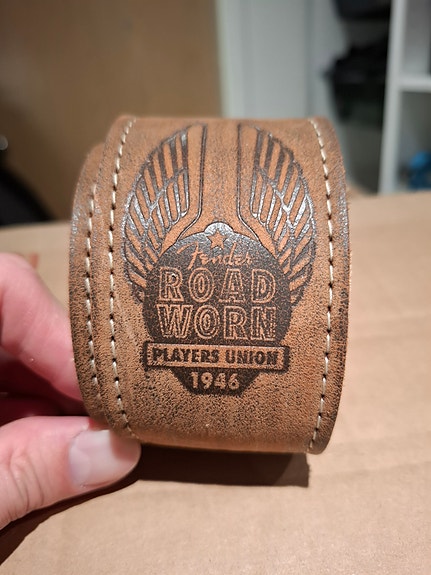 Fender
ROAD
WORN
PLAYERS UNION
1946